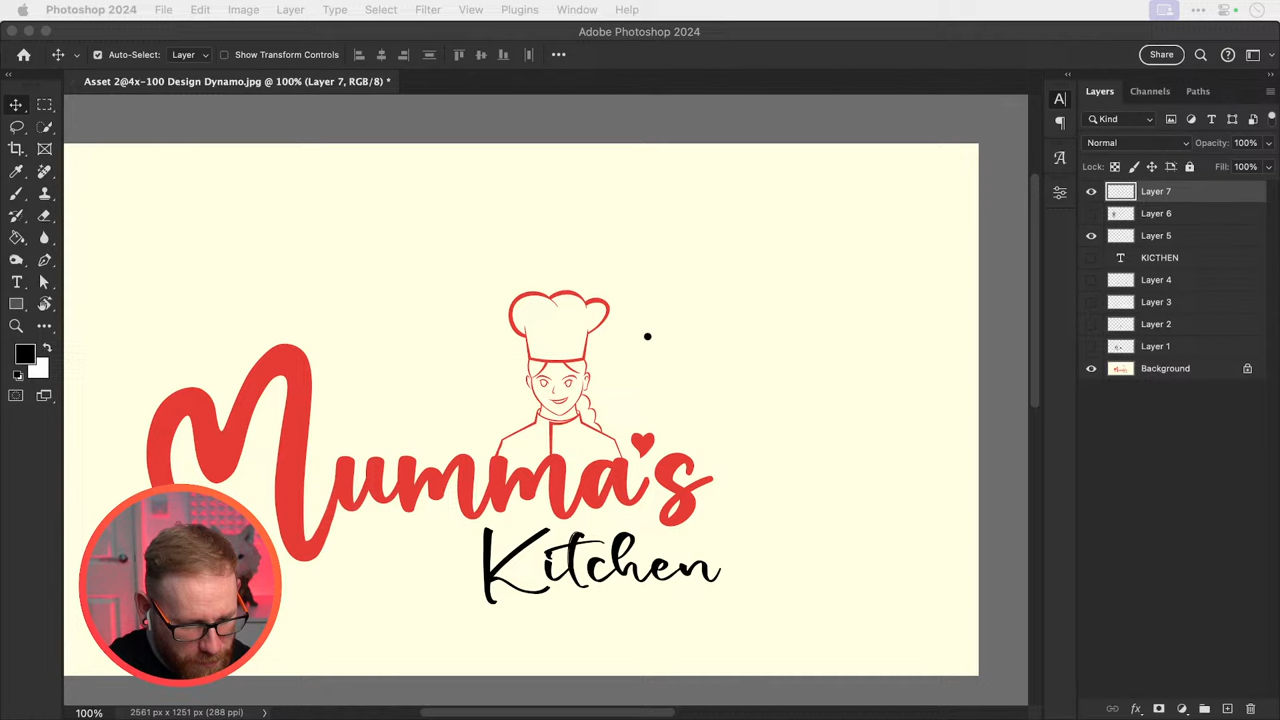 Photoshop 2024 File Edit Image Layer Type Select Filter View Plugins Window Help
Adobe Photoshop 2024
Auto-Select: Layer Show Transform Controls Share
Asset 2@4x-100 Design Dynamo.jpg @ 100% (Layer 7, RGB/8) *
Layers Channels Paths
Kind
Normal Opacity: 100%
Lock: Fill: 100%
Layer 7
Layer 6
Layer 5
KICTHEN
Layer 4
Layer 3
Layer 2
Layer 1
Background
Mumma's
Kitchen
100% 2561 px x 1251 px (288 ppi)